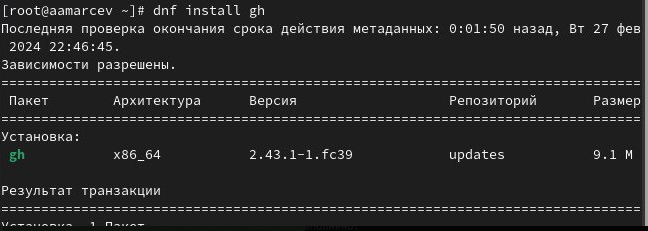 [root@aamarcev ~]# dnf install gh
Последняя проверка окончания срока действия метаданных: 0:01:50 назад, Вт 27 фев
2024 22:46:45.
Зависимости разрешены.
================================================================================
Пакет Архитектура Версия Репозиторий Размер
================================================================================
Установка:
gh x86_64 2.43.1-1.fc39 updates 9.1 M
Результат транзакции
================================================================================
Установка 1 Пакет